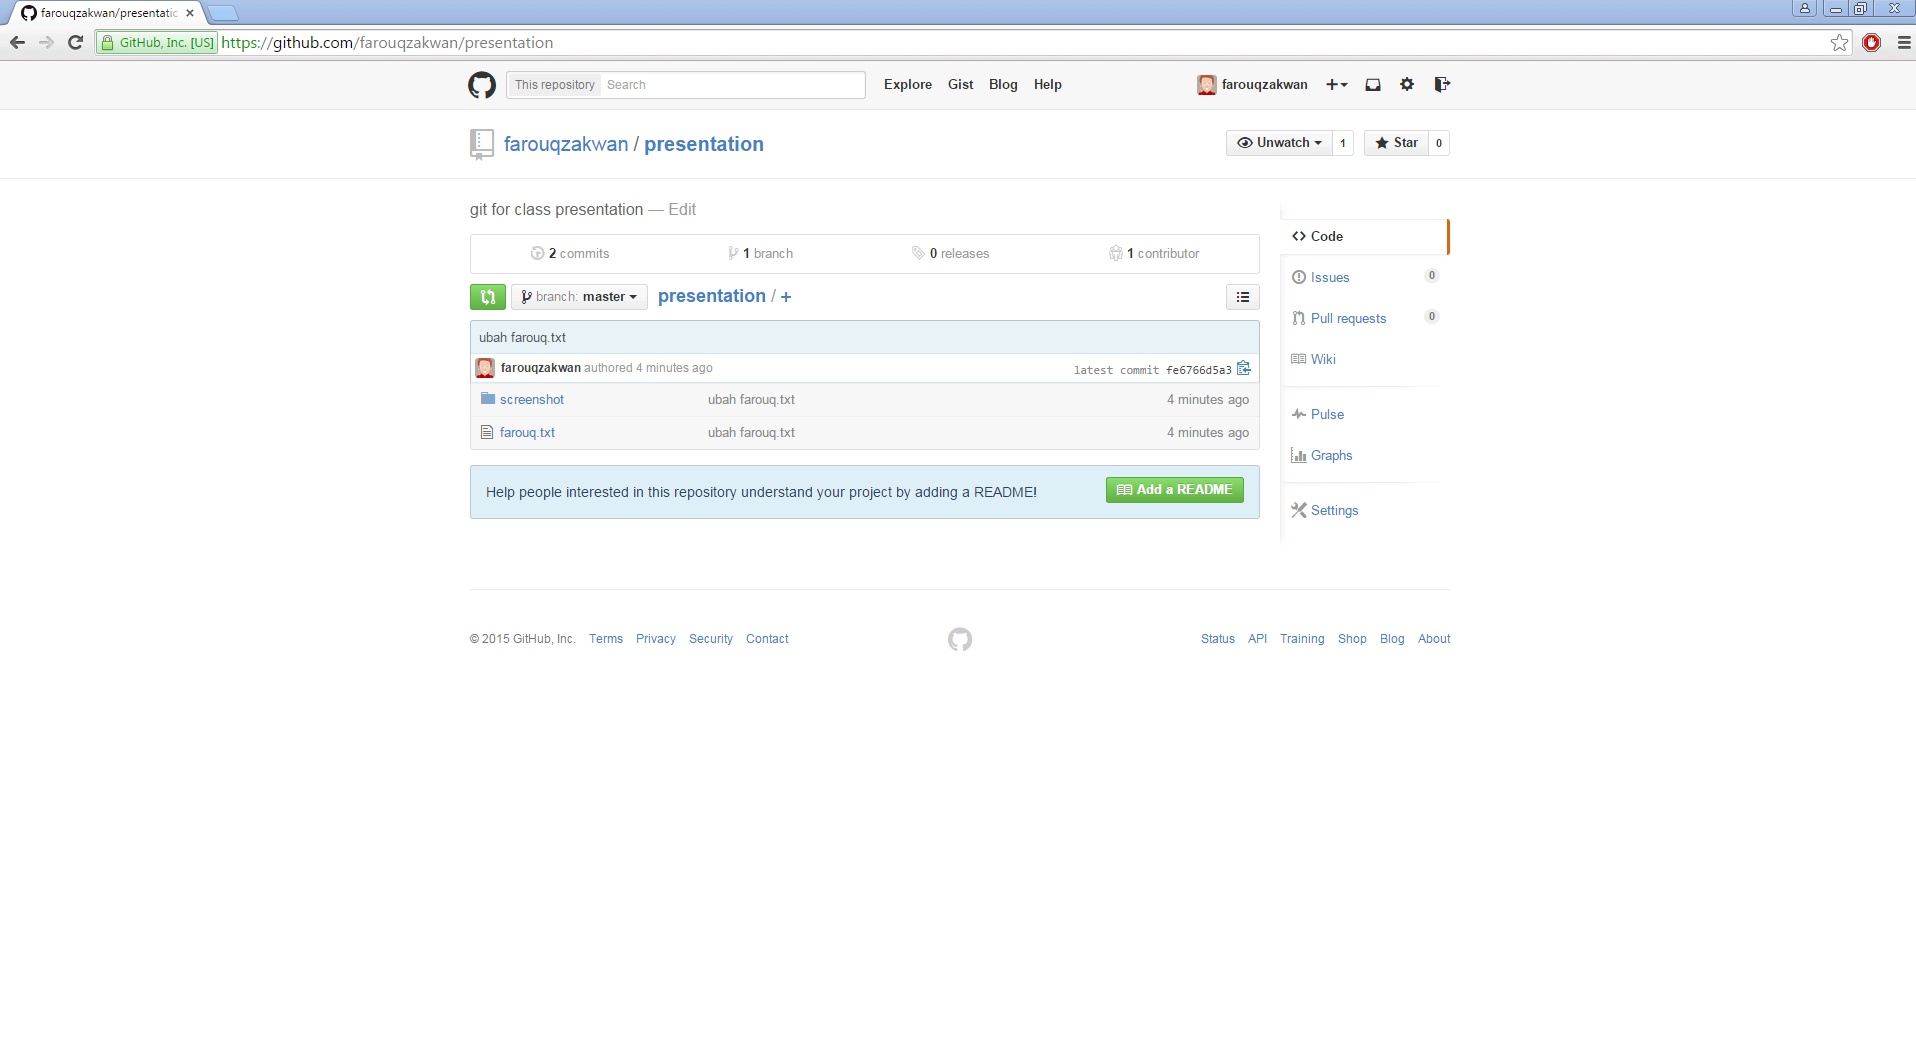 farouqzakwan/presentatic
GitHub, Inc. [US] https://github.com/farouqzakwan/presentation
This repository Search Explore Gist Blog Help farouqzakwan
farouqzakwan / presentation Unwatch 1 Star 0
git for class presentation — Edit
2 commits 1 branch 0 releases 1 contributor
branch: master presentation / +
ubah farouq.txt
farouqzakwan authored 4 minutes ago latest commit fe6766d5a3
screenshot ubah farouq.txt 4 minutes ago
farouq.txt ubah farouq.txt 4 minutes ago
Help people interested in this repository understand your project by adding a README! Add a README
Code
Issues 0
Pull requests 0
Wiki
Pulse
Graphs
Settings
© 2015 GitHub, Inc. Terms Privacy Security Contact Status API Training Shop Blog About